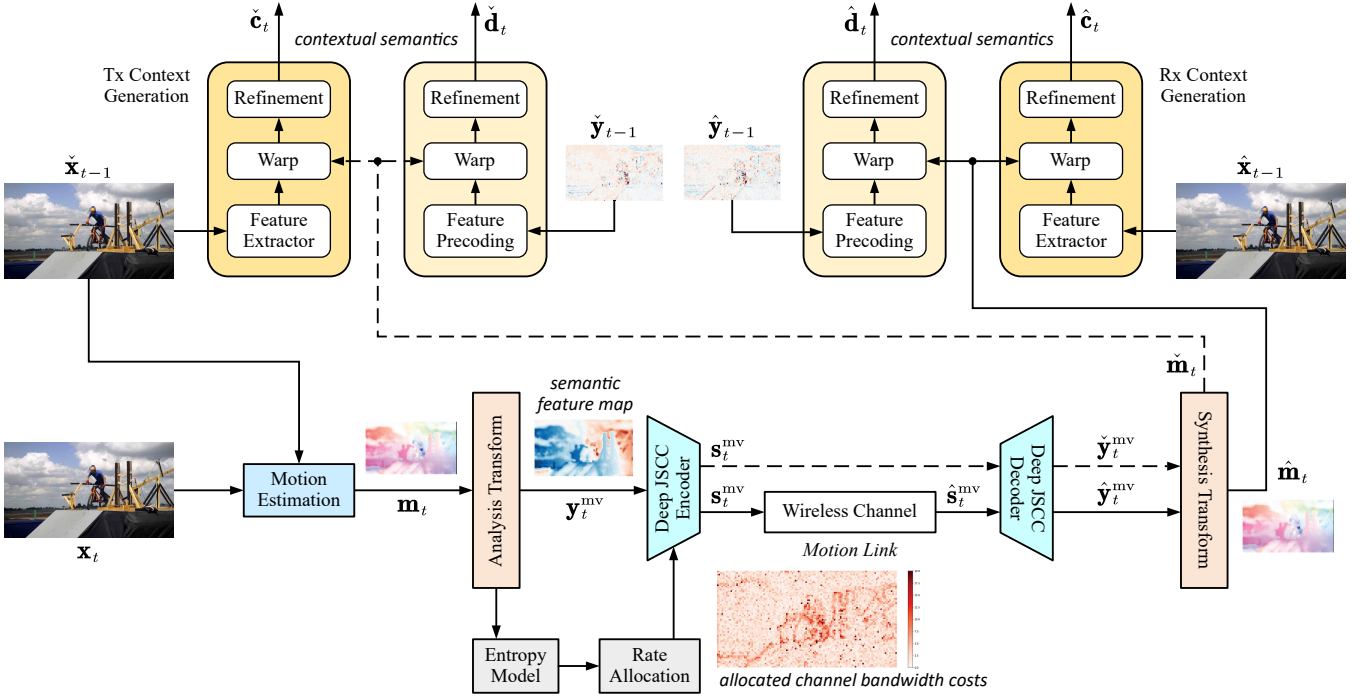 č_t
contextual semantics
ď_t
d̂_t
contextual semantics
ĉ_t
Tx Context
Generation
Refinement
Refinement
Refinement
Refinement
Rx Context
Generation
Warp
Warp
Warp
Warp
y̌_{t−1}
ŷ_{t−1}
x̌_{t−1}
x̂_{t−1}
Feature
Extractor
Feature
Precoding
Feature
Precoding
Feature
Extractor
m̌_t
semantic
feature map
Motion
Estimation
m_t
Analysis Transform
y_t^{mv}
Deep JSCC
Encoder
s_t^{mv}
s_t^{mv}
Wireless Channel
ŝ_t^{mv}
Motion Link
Deep JSCC
Decoder
y̌_t^{mv}
ŷ_t^{mv}
Synthesis Transform
m̂_t
x_t
Entropy
Model
Rate
Allocation
allocated channel bandwidth costs